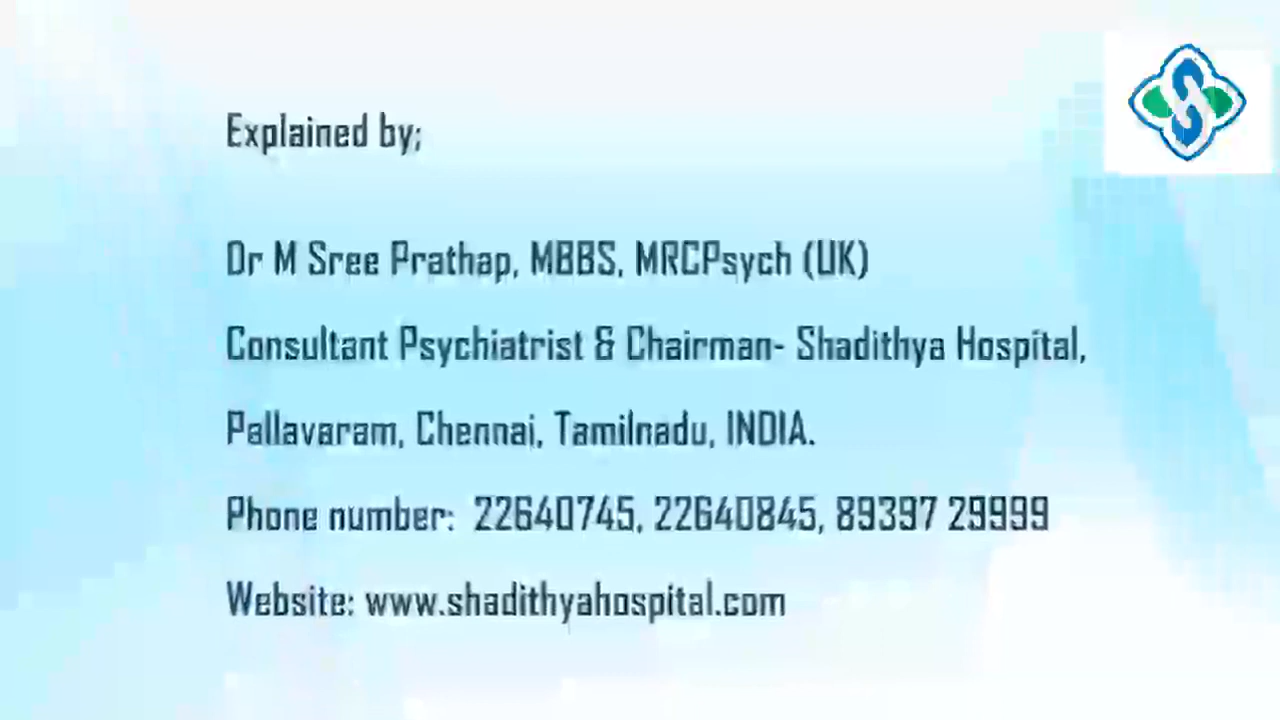 Explained by;
Dr M Sree Prathap, MBBS, MRCPsych (UK)
Consultant Psychiatrist & Chairman- Shadithya Hospital,
Pallavaram, Chennai, Tamilnadu, INDIA.
Phone number: 22640745, 22640845, 89397 29999
Website: www.shadithyahospital.com